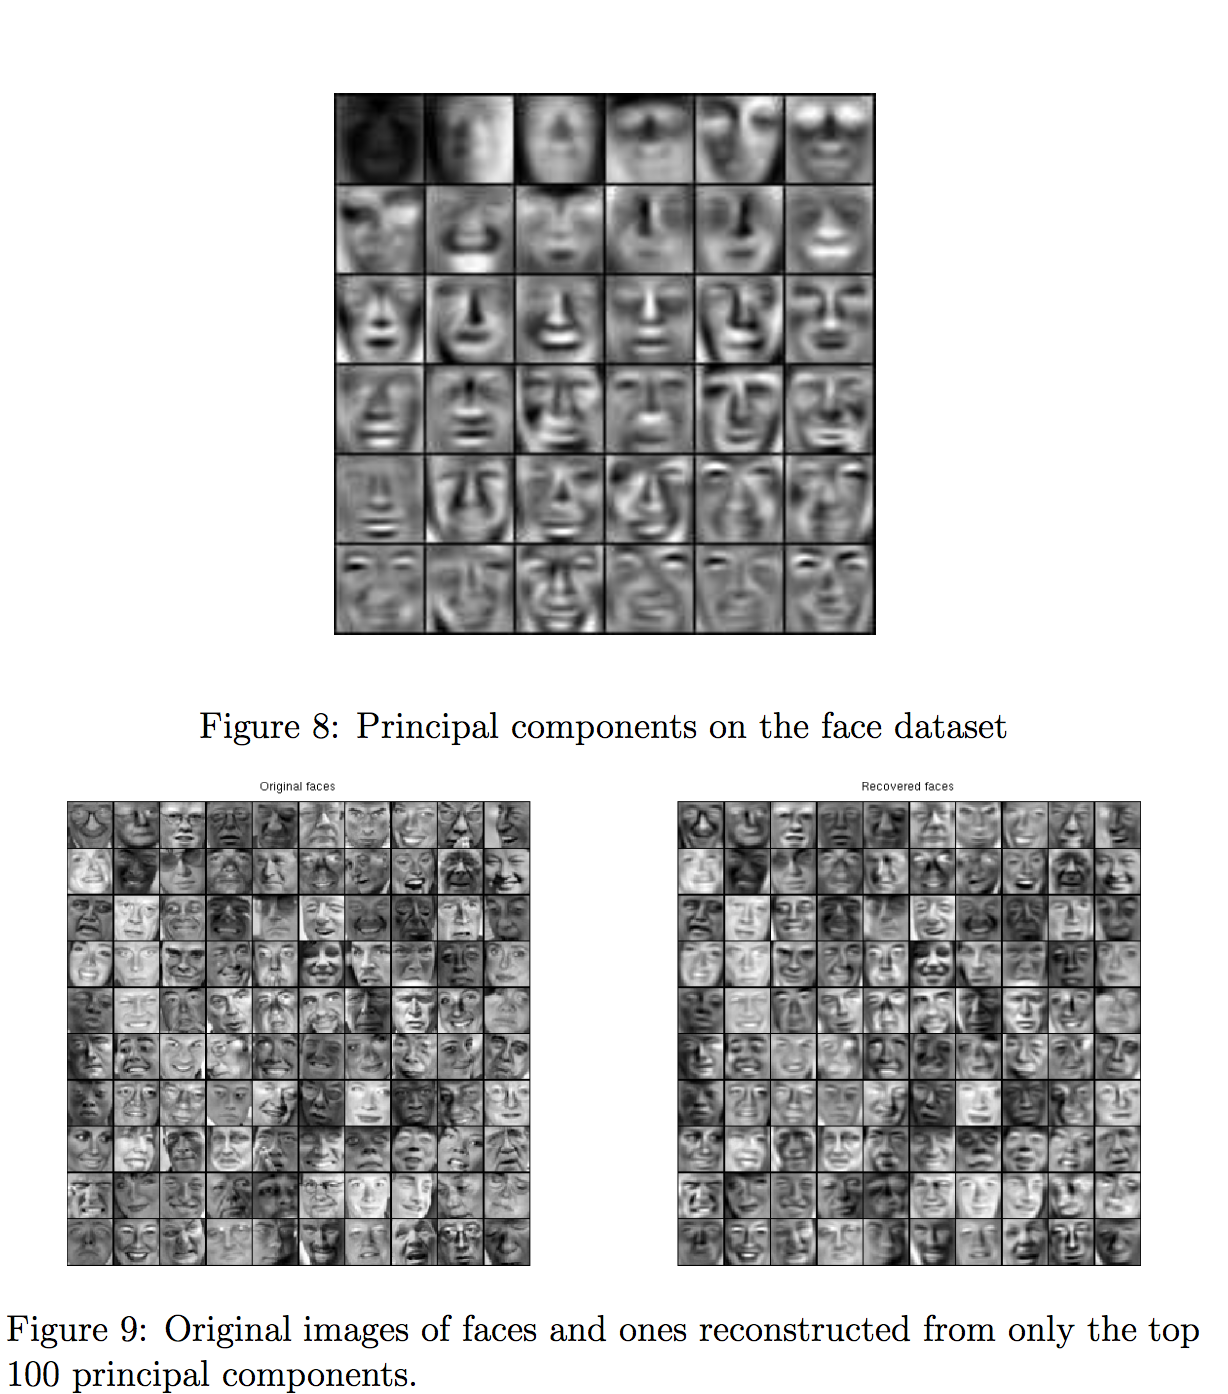 Figure 8: Principal components on the face dataset
Original faces
Recovered faces
Figure 9: Original images of faces and ones reconstructed from only the top
100 principal components.